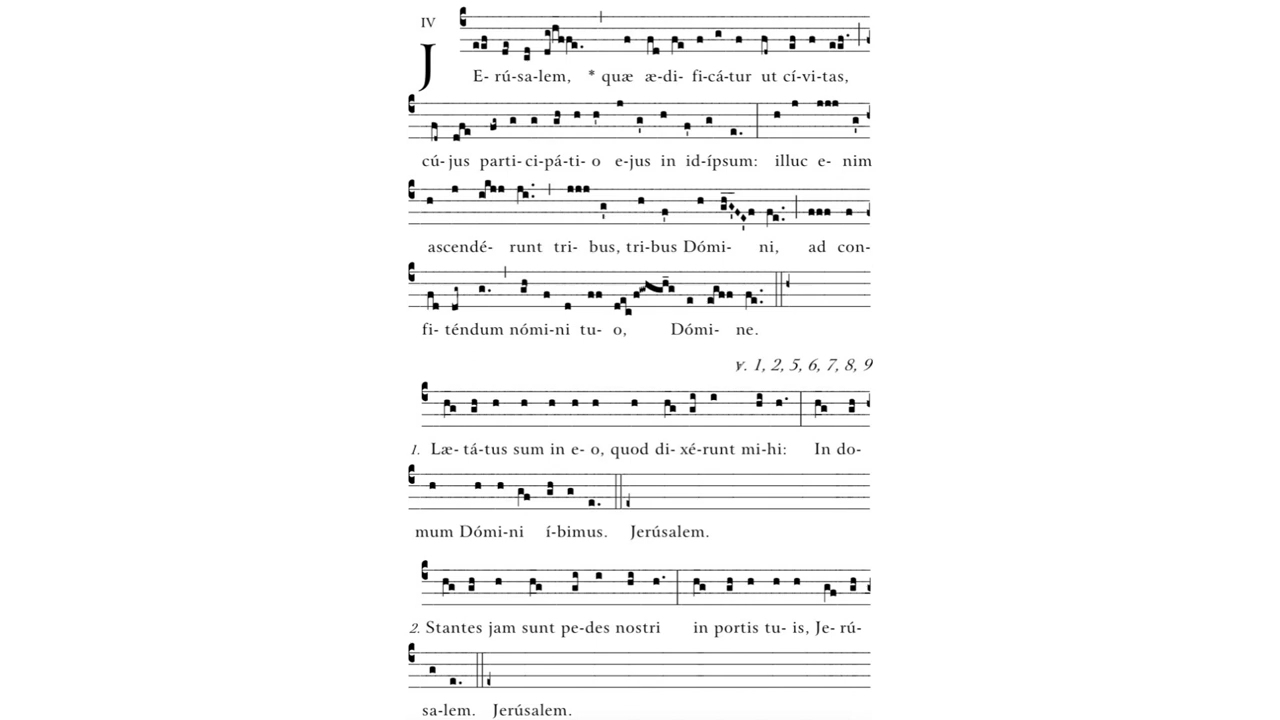 IV
JE- rú-sa-lem, * quæ æ-di- fi-cá-tur ut cí-vi-tas,
cú-jus parti-ci-pá-ti- o e-jus in id-ípsum: illuc e- nim
ascendé- runt tri- bus, tri-bus Dómi- ni, ad con-
fi- téndum nómi-ni tu- o, Dómi- ne.
℣. 1, 2, 5, 6, 7, 8, 9
1. Læ-tá-tus sum in e- o, quod di- xé-runt mi-hi: In do-
mum Dómi-ni í-bimus. Jerúsalem.
2. Stantes jam sunt pe-des nostri in portis tu- is, Je- rú-
sa-lem. Jerúsalem.